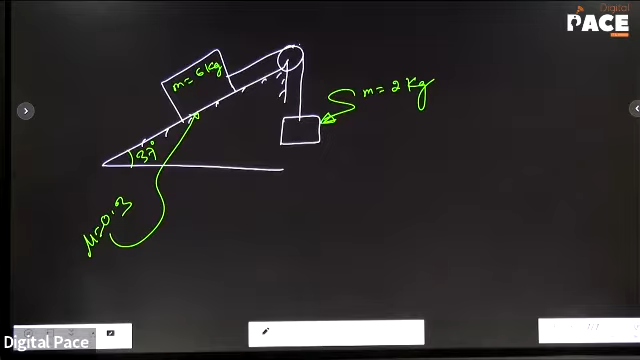 Digital
PACE
m = 6 kg
m = 2 kg
37°
μ=0.3
Digital Pace